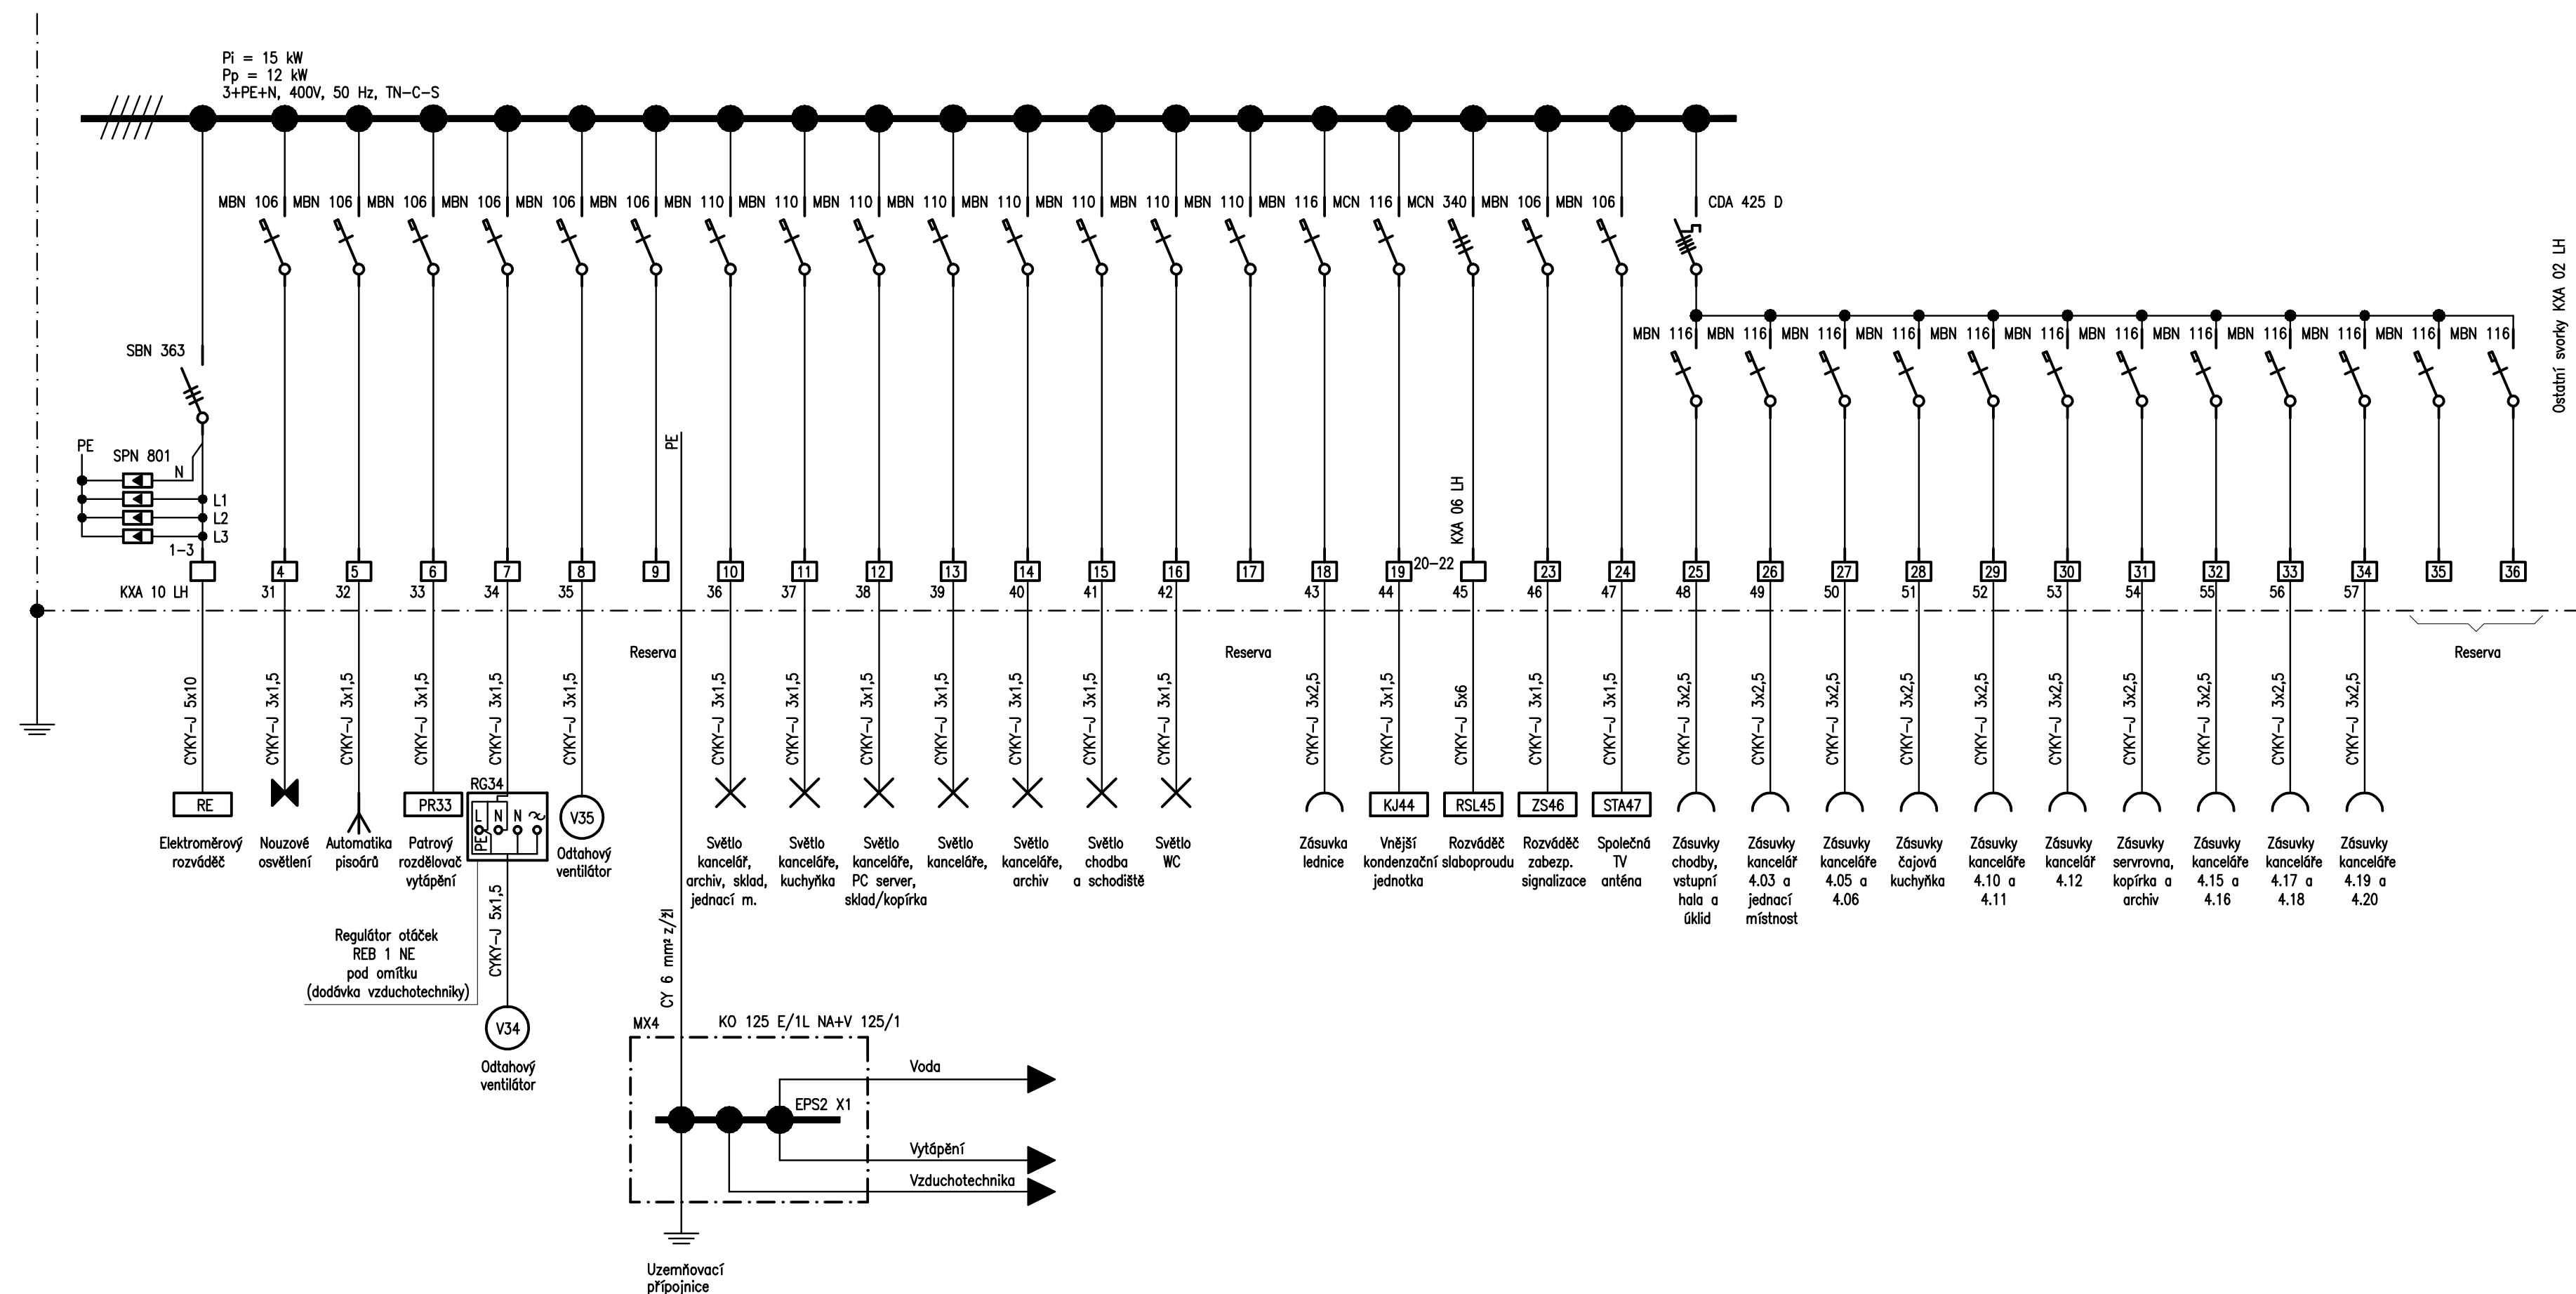 Pi = 15 kW
Pp = 12 kW
3+PE+N, 400V, 50 Hz, TN-C-S
MBN 106 MBN 106 MBN 106 MBN 106 MBN 106 MBN 106 MBN 110 MBN 110 MBN 110 MBN 110 MBN 110 MBN 110 MBN 110 MBN 110 MBN 116 MCN 116 MCN 340 MBN 106 MBN 106 CDA 425 D
Ostatní svorky KXA 02 LH
MBN 116 MBN 116 MBN 116 MBN 116 MBN 116 MBN 116 MBN 116 MBN 116 MBN 116 MBN 116 MBN 116 MBN 116
SBN 363
PE
SPN 801
N
L1
L2
L3
1-3
PE
KXA 06 LH
4 5 6 7 8 9 10 11 12 13 14 15 16 17 18 19 20-22 23 24 25 26 27 28 29 30 31 32 33 34 35 36
KXA 10 LH 31 32 33 34 35 36 37 38 39 40 41 42 43 44 45 46 47 48 49 50 51 52 53 54 55 56 57
Reserva
Reserva
Reserva
CYKY-J 5x10
CYKY-J 3x1,5
CYKY-J 3x1,5
CYKY-J 3x1,5
CYKY-J 3x1,5
CYKY-J 3x1,5
CYKY-J 3x1,5
CYKY-J 3x1,5
CYKY-J 3x1,5
CYKY-J 3x1,5
CYKY-J 3x1,5
CYKY-J 3x1,5
CYKY-J 3x1,5
CYKY-J 3x2,5
CYKY-J 3x1,5
CYKY-J 5x6
CYKY-J 3x1,5
CYKY-J 3x1,5
CYKY-J 3x2,5
CYKY-J 3x2,5
CYKY-J 3x2,5
CYKY-J 3x2,5
CYKY-J 3x2,5
CYKY-J 3x2,5
CYKY-J 3x2,5
CYKY-J 3x2,5
CYKY-J 3x2,5
CYKY-J 3x2,5
RE
Elektroměrový
rozváděč
Nouzové
osvětlení
Automatika
pisoárů
PR33
Patrový
rozdělovač
vytápění
RG34
L N N
PE
V35
Odtahový
ventilátor
Světlo
kancelář,
archiv, sklad,
jednací m.
Světlo
kanceláře,
kuchyňka
Světlo
kanceláře,
PC server,
sklad/kopírka
Světlo
kanceláře,
Světlo
kanceláře,
archiv
Světlo
chodba
a schodiště
Světlo
WC
Zásuvka
lednice
KJ44
Vnější
kondenzační
jednotka
RSL45
Rozváděč
slaboproudu
ZS46
Rozváděč
zabezp.
signalizace
STA47
Společná
TV
anténa
Zásuvky
chodby,
vstupní
hala a
úklid
Zásuvky
kancelář
4.03 a
jednací
místnost
Zásuvky
kanceláře
4.05 a
4.06
Zásuvky
čajová
kuchyňka
Zásuvky
kanceláře
4.10 a
4.11
Zásuvky
kancelář
4.12
Zásuvky
servrovna,
kopírka a
archiv
Zásuvky
kanceláře
4.15 a
4.16
Zásuvky
kanceláře
4.17 a
4.18
Zásuvky
kanceláře
4.19 a
4.20
Regulátor otáček
REB 1 NE
pod omítku
(dodávka vzduchotechniky)
CYKY-J 5x1,5
V34
Odtahový
ventilátor
CY 6 mm² z/žl
MX4
KO 125 E/1L NA+V 125/1
Voda
EPS2 X1
Vytápění
Vzduchotechnika
Uzemňovací
přípojnice